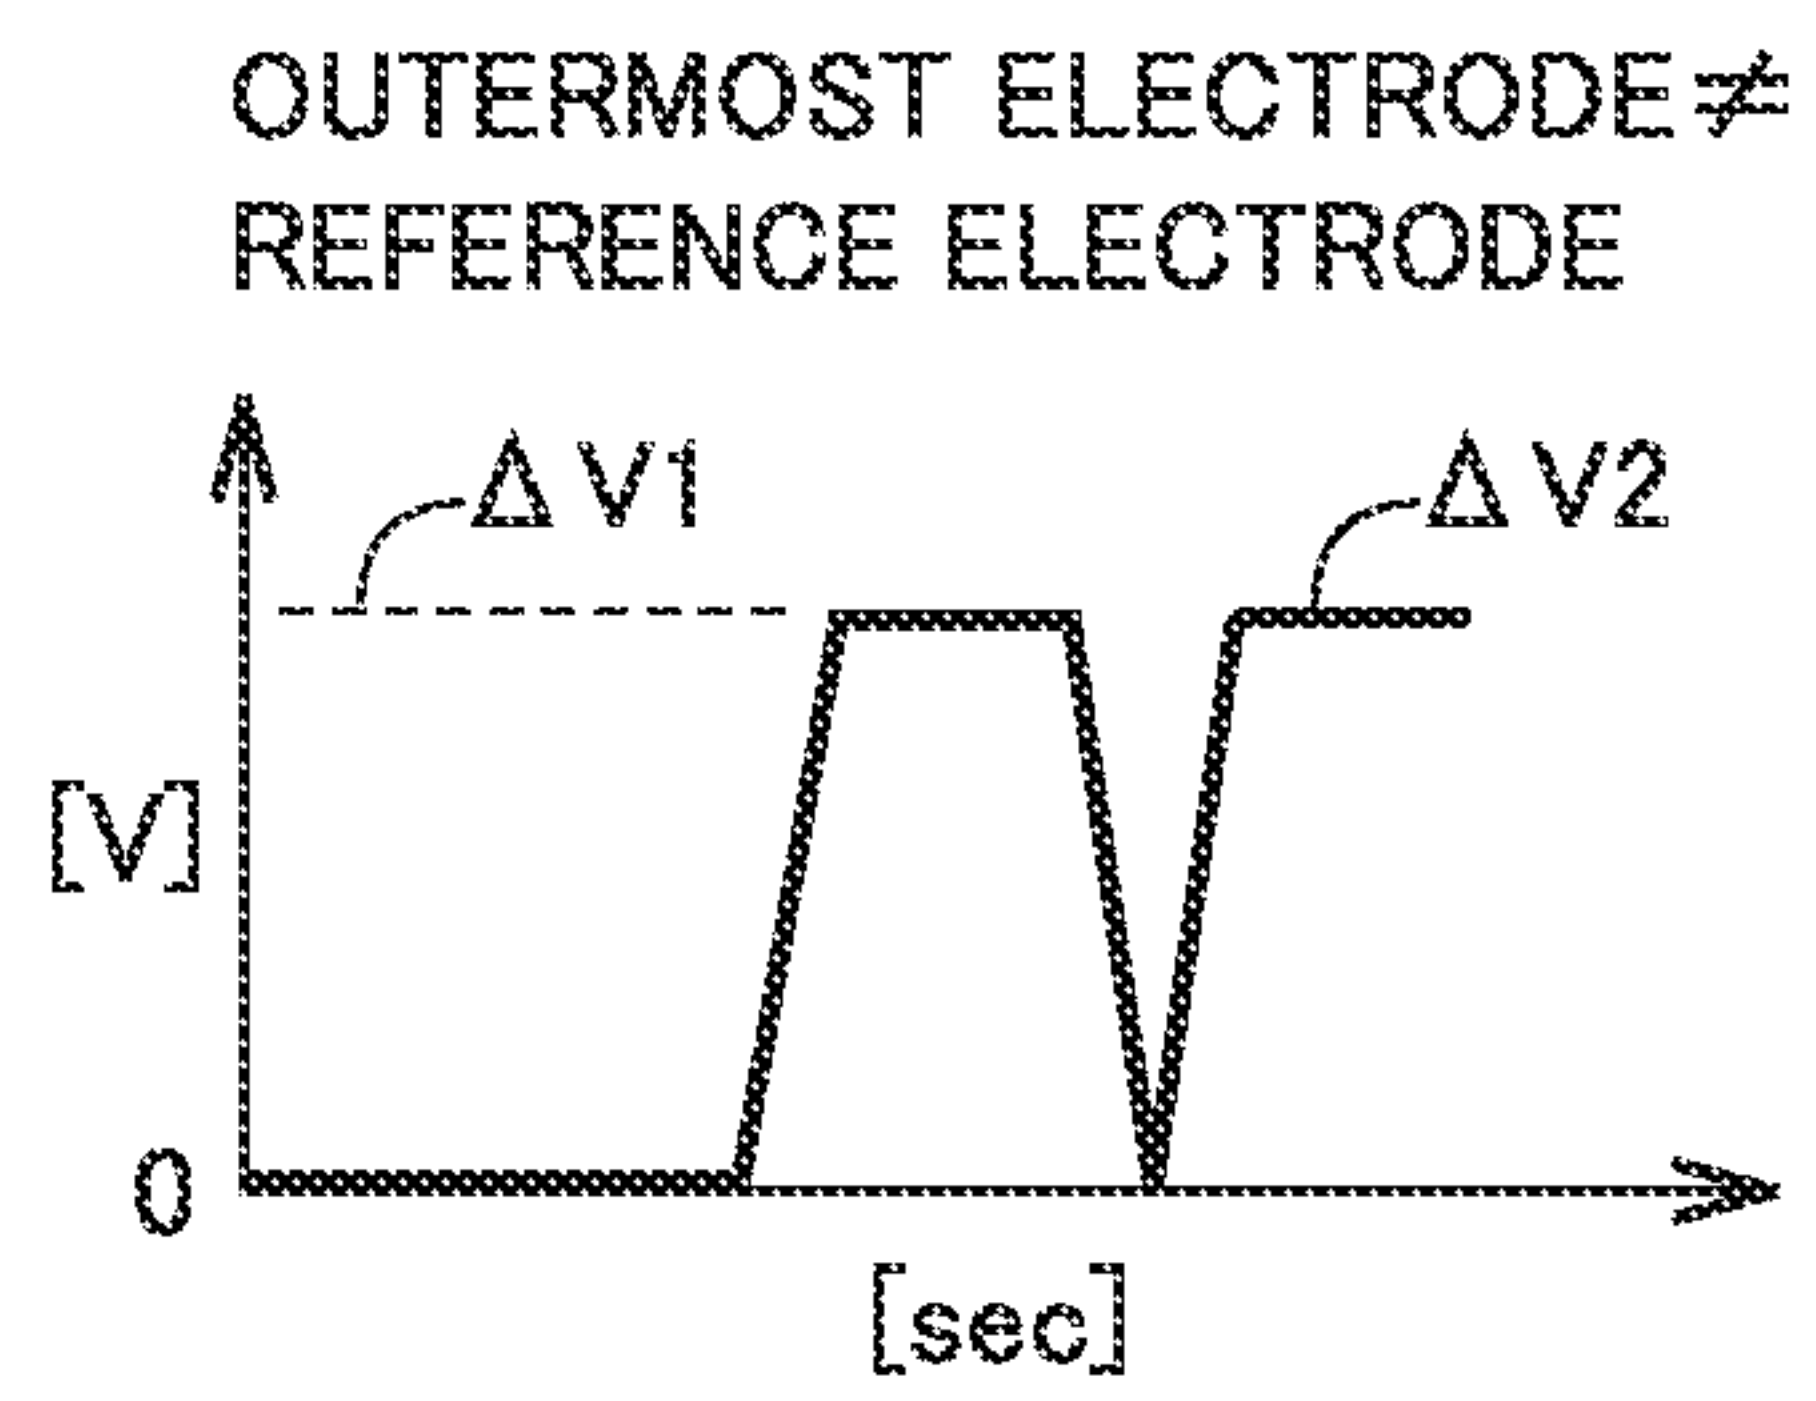 OUTERMOST ELECTRODE≠
REFERENCE ELECTRODE
ΔV1
ΔV2
[V]
0
[sec]